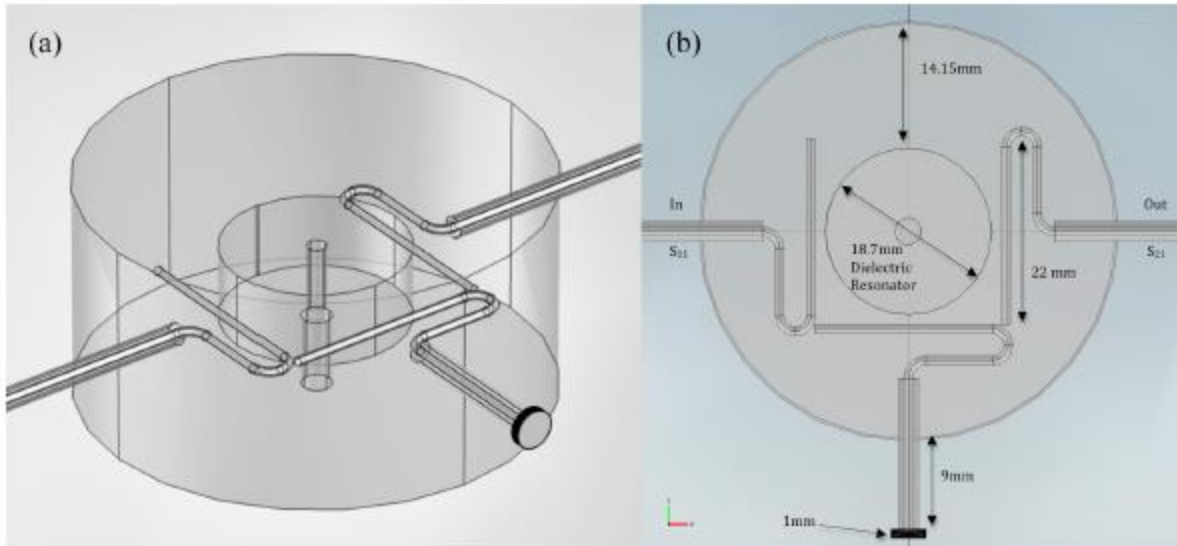 (a)
(b)
14.15mm
In
Out
S11
18.7mm
Dielectric
Resonator
S21
22 mm
9mm
1mm